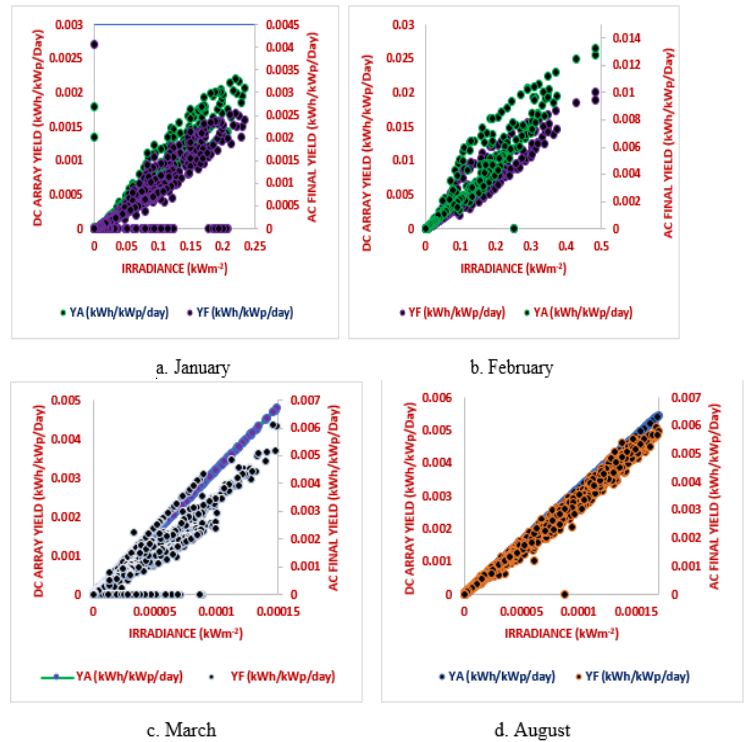 0.003
0.0025
0.002
0.0015
0.001
0.0005
0
DC ARRAY YIELD (kWh/kWp/Day)
0.0045
0.004
0.0035
0.003
0.0025
0.002
0.0015
0.001
0.0005
0
AC FINAL YIELD (kWh/kWp/Day)
0 0.05 0.1 0.15 0.2 0.25
IRRADIANCE (kWm-2)
YA (kWh/kWp/day) YF (kWh/kWp/day)
a. January
0.03
0.025
0.02
0.015
0.01
0.005
0
DC ARRAY YIELD (kWh/kWp/Day)
0.014
0.012
0.01
0.008
0.006
0.004
0.002
0
AC FINAL YIELD (kWh/kWp/Day)
0 0.1 0.2 0.3 0.4 0.5
IRRADIANCE (kWm-2)
YF (kWh/kWp/day) YA (kWh/kWp/day)
b. February
0.005
0.004
0.003
0.002
0.001
0
DC ARRAY YIELD (kWh/kWp/Day)
0.007
0.006
0.005
0.004
0.003
0.002
0.001
0
AC FINAL YIELD (kWh/kWp/Day)
0 0.00005 0.0001 0.00015
IRRADIANCE (kWm-2)
YA (kWh/kWp/day) YF (kWh/kWp/day)
c. March
0.006
0.005
0.004
0.003
0.002
0.001
0
DC ARRAY YIELD (kWh/kWp/Day)
0.007
0.006
0.005
0.004
0.003
0.002
0.001
0
AC FINAL YIELD (kWh/kWp/Day)
0 0.00005 0.0001 0.00015
IRRADIANCE (kWm-2)
YA (kWh/kWp/day) YF (kWh/kWp/day)
d. August